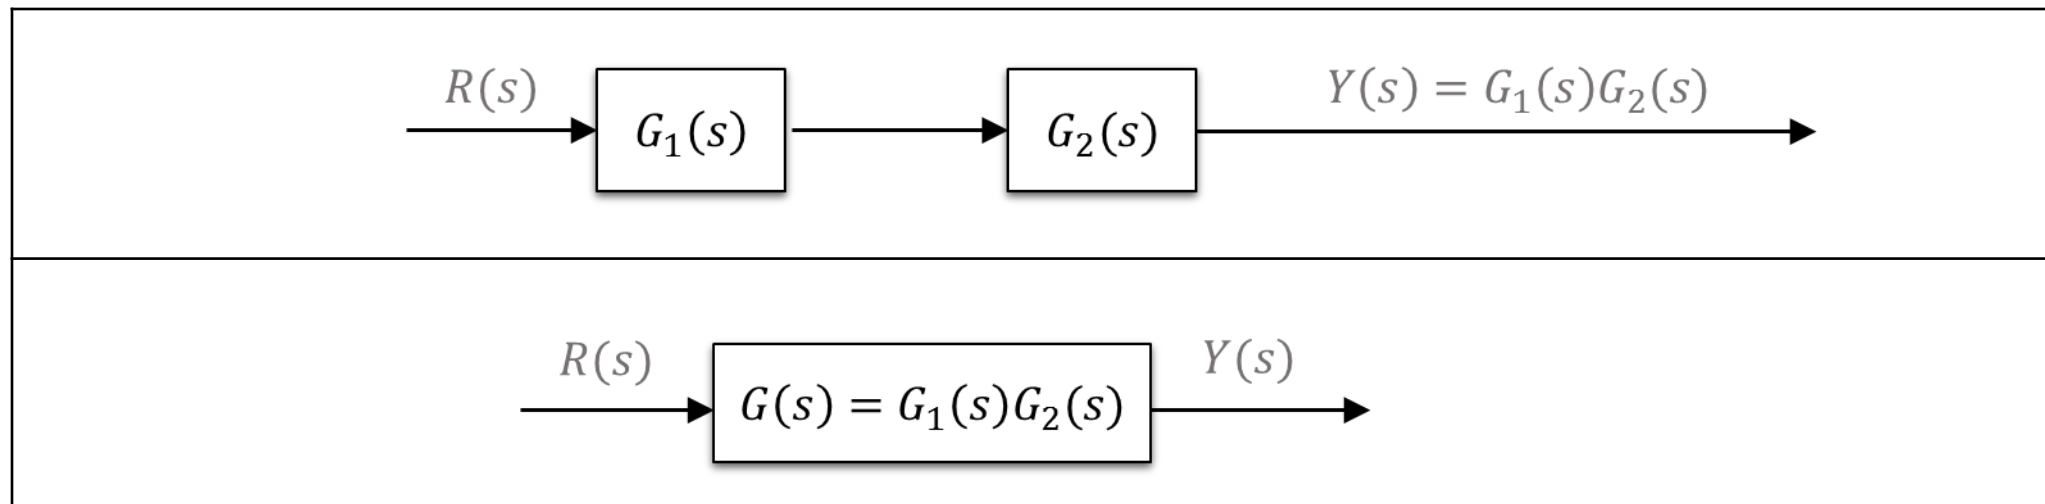 R(s)
G₁(s)
G₂(s)
Y(s) = G₁(s)G₂(s)
R(s)
G(s) = G₁(s)G₂(s)
Y(s)